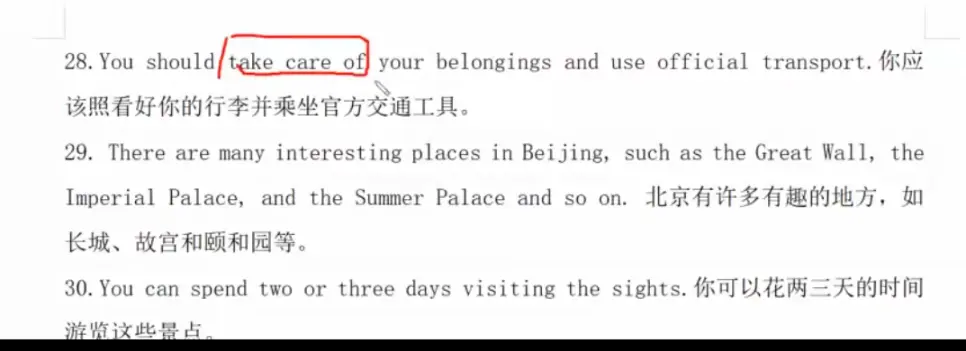 28.You should take care of your belongings and use official transport.你应
该照看好你的行李并乘坐官方交通工具。
29. There are many interesting places in Beijing, such as the Great Wall, the
Imperial Palace, and the Summer Palace and so on. 北京有许多有趣的地方，如
长城、故宫和颐和园等。
30.You can spend two or three days visiting the sights.你可以花两三天的时间
游览这些景点。